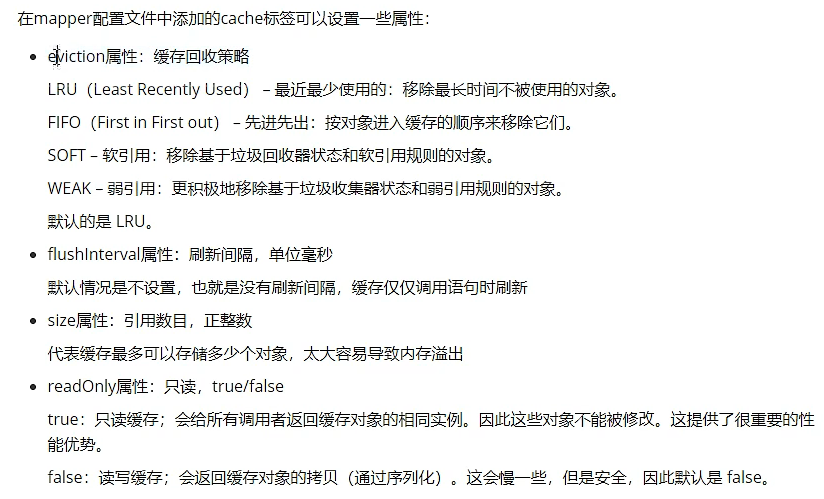 在mapper配置文件中添加的cache标签可以设置一些属性：
eviction属性：缓存回收策略
LRU（Least Recently Used） – 最近最少使用的：移除最长时间不被使用的对象。
FIFO（First in First out） – 先进先出：按对象进入缓存的顺序来移除它们。
SOFT – 软引用：移除基于垃圾回收器状态和软引用规则的对象。
WEAK – 弱引用：更积极地移除基于垃圾收集器状态和弱引用规则的对象。
默认的是 LRU。
flushInterval属性：刷新间隔，单位毫秒
默认情况是不设置，也就是没有刷新间隔，缓存仅仅调用语句时刷新
size属性：引用数目，正整数
代表缓存最多可以存储多少个对象，太大容易导致内存溢出
readOnly属性：只读，true/false
true：只读缓存；会给所有调用者返回缓存对象的相同实例。因此这些对象不能被修改。这提供了很重要的性
能优势。
false：读写缓存；会返回缓存对象的拷贝（通过序列化）。这会慢一些，但是安全，因此默认是 false。